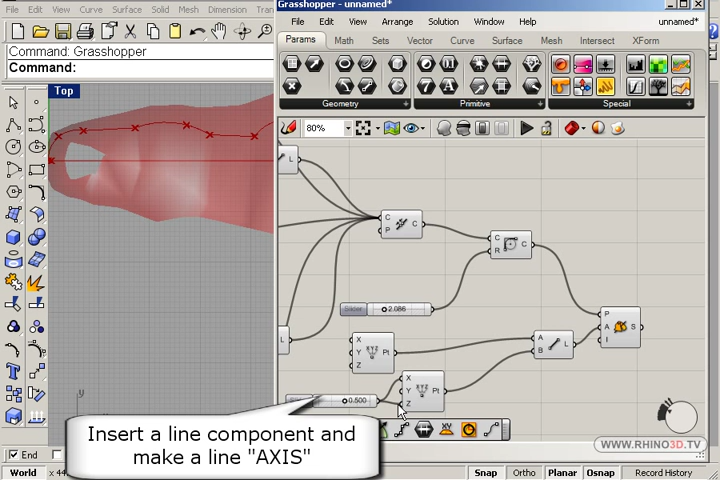 File Edit View Curve Surface Solid
Grasshopper - unnamed*
File Edit View Arrange Solution Window Help unnamed*
Command: Grasshopper
Command:
Params Math Sets Vector Curve Surface Mesh Intersect XForm
Geometry Primitive Special
Top
80%
L
C
P
C
C
R
C
Slider 2.086
P
A
I
S
X
Y
Z
XYZ
Pt
A
B
L
X
Y
Z
XYZ
Pt
0.500
y
Insert a line component and
make a line "AXIS"
WWW.RHINO3D.TV
End
World Snap Ortho Planar Osnap Record History